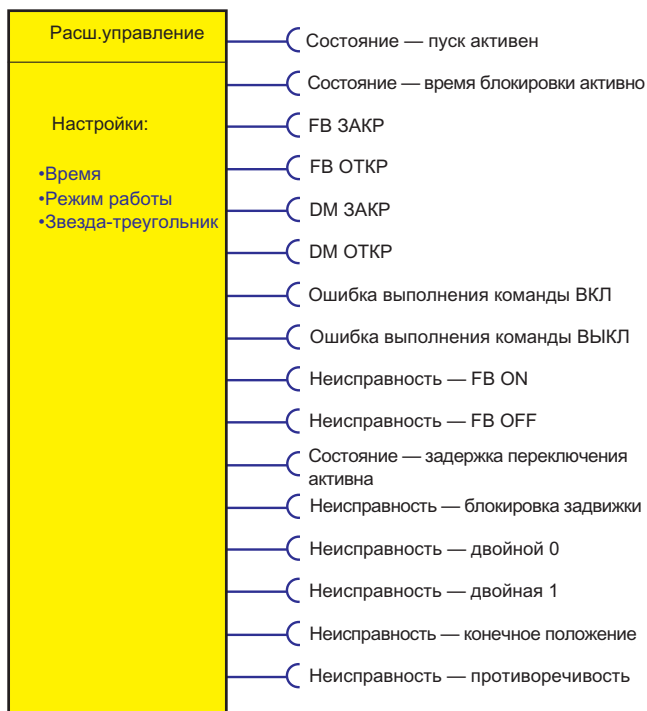 Расш.управление
Состояние — пуск активен
Состояние — время блокировки активно
Настройки:
FB ЗАКР
FB ОТКР
•Время
•Режим работы
•Звезда-треугольник
DM ЗАКР
DM ОТКР
Ошибка выполнения команды ВКЛ
Ошибка выполнения команды ВЫКЛ
Неисправность — FB ON
Неисправность — FB OFF
Состояние — задержка переключения
активна
Неисправность — блокировка задвижки
Неисправность — двойной 0
Неисправность — двойная 1
Неисправность — конечное положение
Неисправность — противоречивость